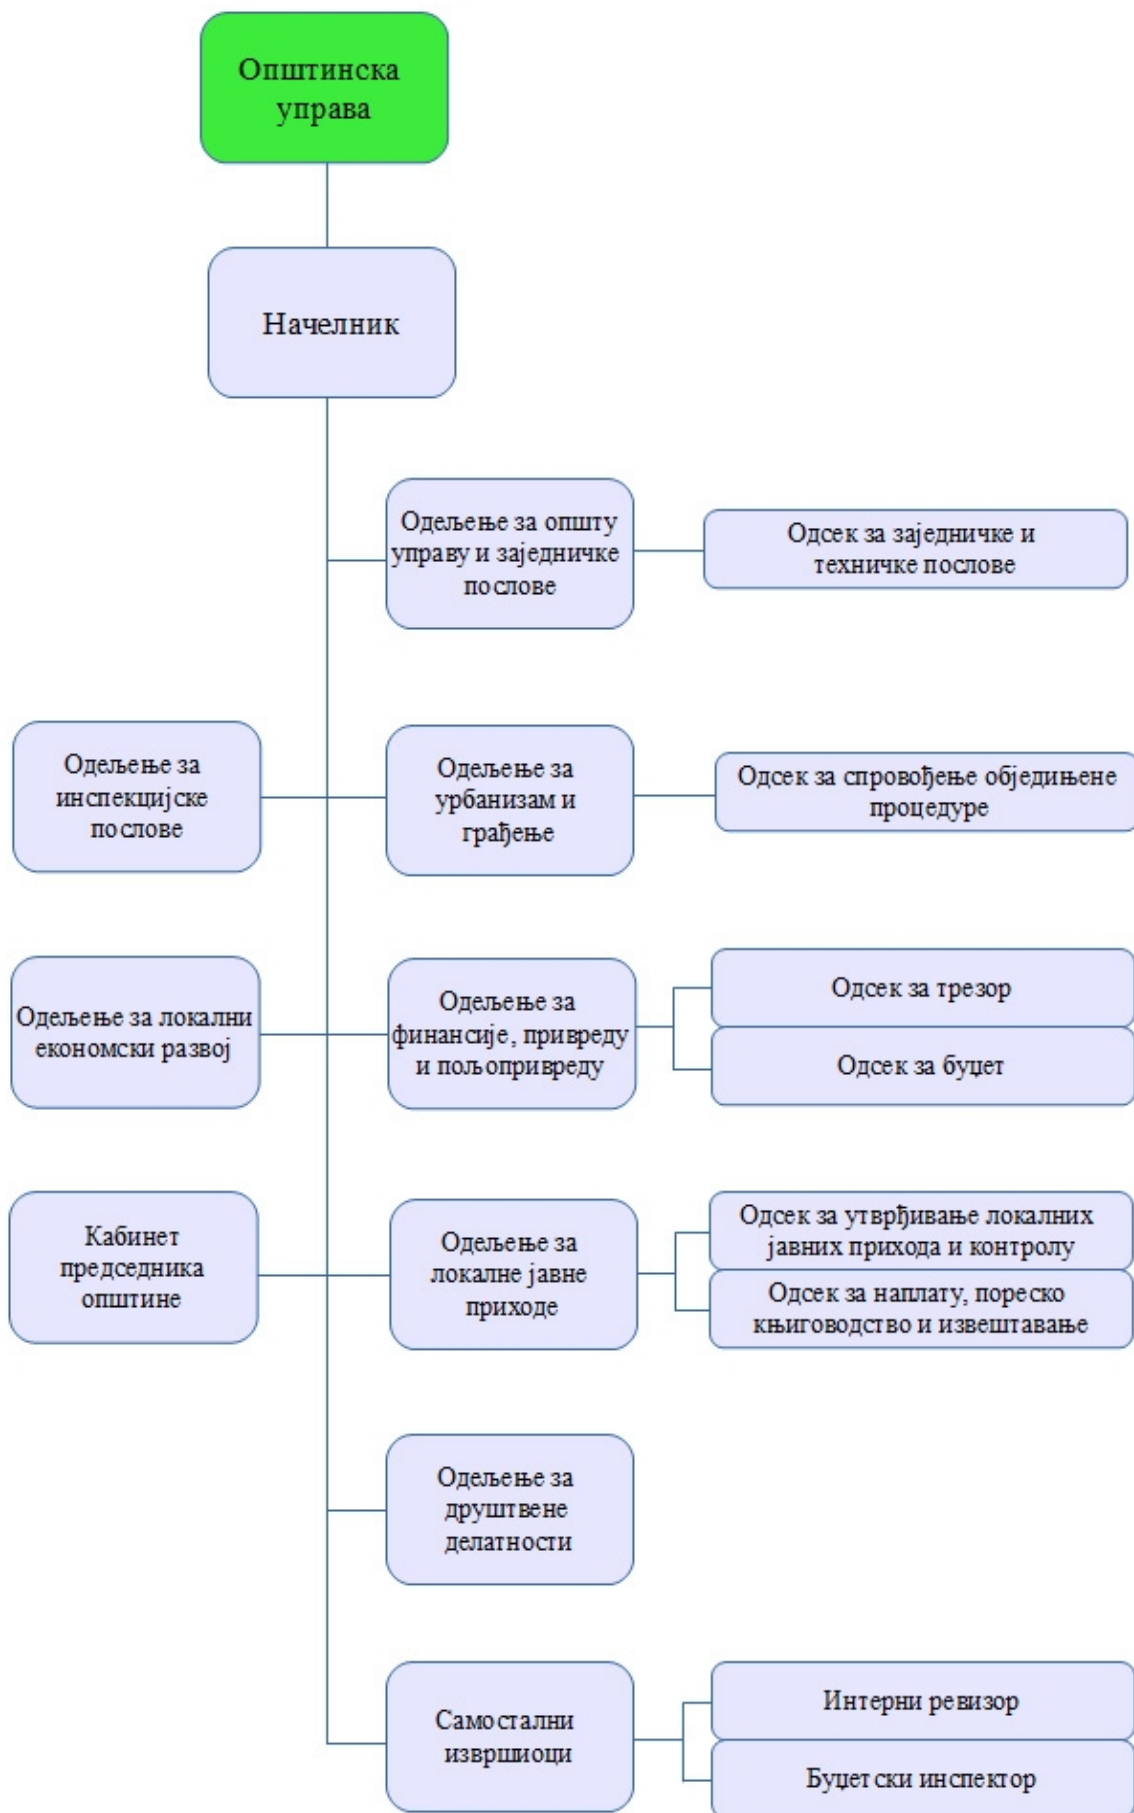 Општинска
управа
Начелник
Одељење за општу
управу и заједничке
послове
Одсек за заједничке и
техничке послове
Одељење за
инспекцијске
послове
Одељење за
урбанизам и
грађење
Одсек за спровођење обједињене
процедуре
Одељење за локални
економски развој
Одељење за
финансије, привреду
и пољопривреду
Одсек за трезор
Одсек за буџет
Кабинет
председника
општине
Одељење за
локалне јавне
приходе
Одсек за утврђивање локалних
јавних прихода и контролу
Одсек за наплату, пореско
књиговодство и извештавање
Одељење за
друштвене
делатности
Самостални
извршиоци
Интерни ревизор
Буџетски инспектор